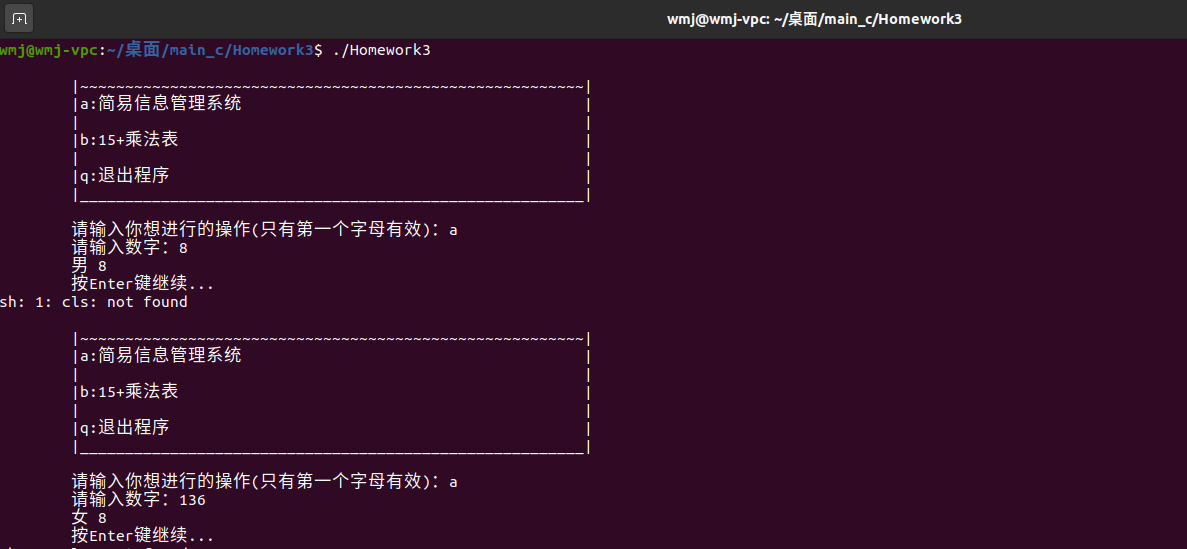 wmj@wmj-vpc: ~/桌面/main_c/Homework3
wmj@wmj-vpc:~/桌面/main_c/Homework3$ ./Homework3
|~~~~~~~~~~~~~~~~~~~~~~~~~~~~~~~~~~~~~~~~~~~~~~~~~~~~~~~~|
|a:简易信息管理系统 |
| |
|b:15+乘法表 |
| |
|q:退出程序 |
|________________________________________________________|
请输入你想进行的操作(只有第一个字母有效): a
请输入数字: 8
男 8
按Enter键继续...
sh: 1: cls: not found
|~~~~~~~~~~~~~~~~~~~~~~~~~~~~~~~~~~~~~~~~~~~~~~~~~~~~~~~~|
|a:简易信息管理系统 |
| |
|b:15+乘法表 |
| |
|q:退出程序 |
|________________________________________________________|
请输入你想进行的操作(只有第一个字母有效): a
请输入数字: 136
女 8
按Enter键继续...